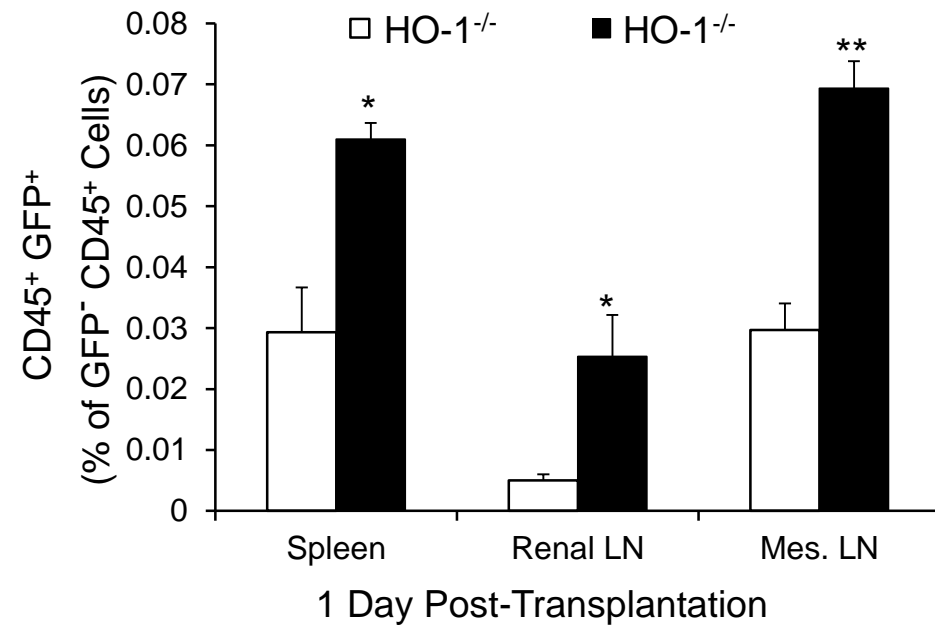 CD45⁺ GFP⁺
(% of GFP⁻ CD45⁺ Cells)
0.08
0.07
0.06
0.05
0.04
0.03
0.02
0.01
0
HO-1⁻/⁻ HO-1⁻/⁻
*
*
**
Spleen Renal LN Mes. LN
1 Day Post-Transplantation